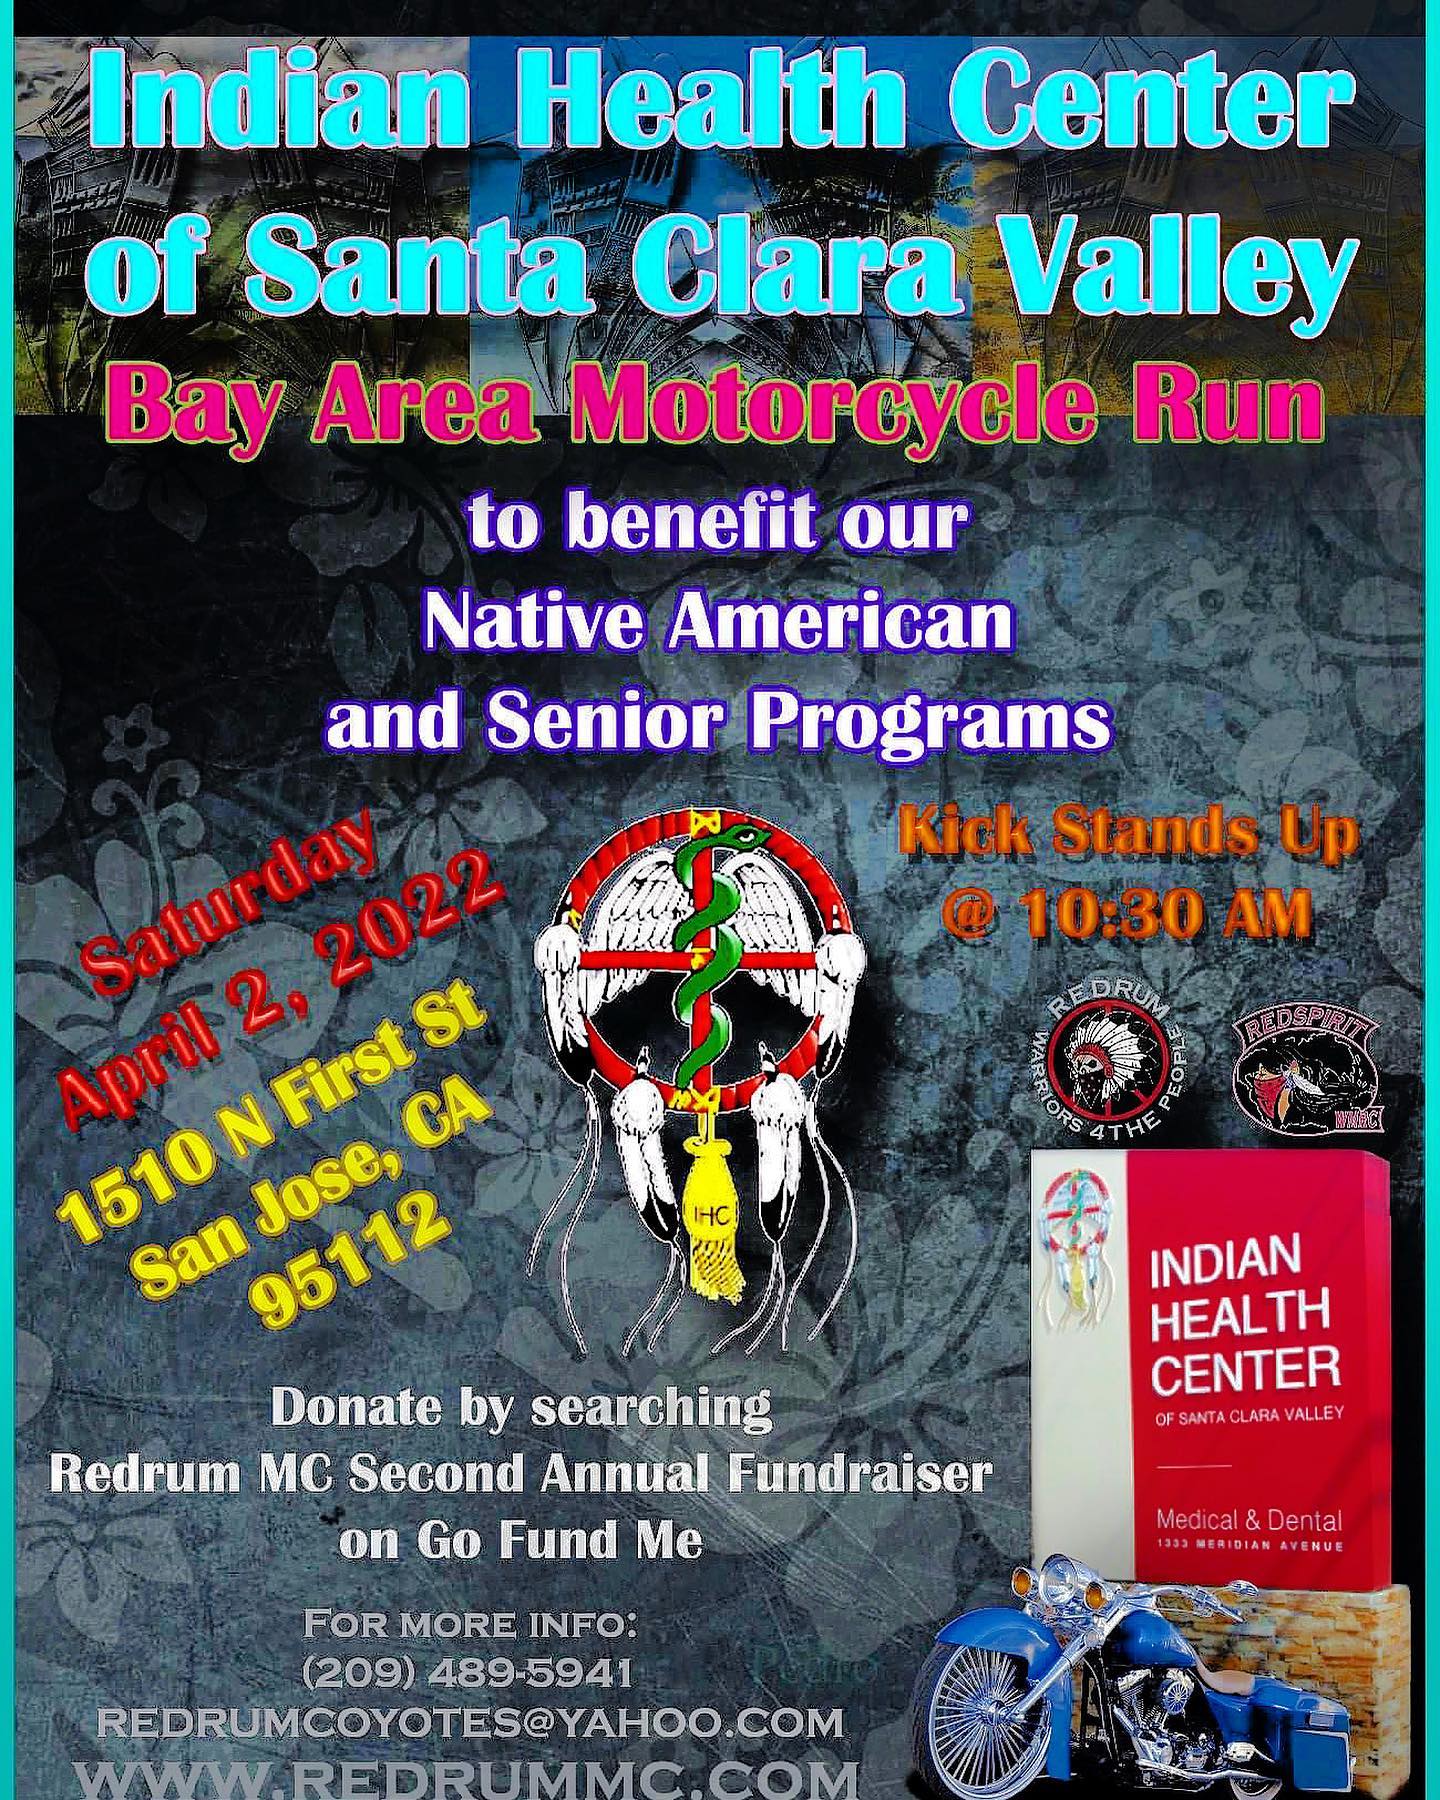 Indian Health Center
of Santa Clara Valley
Bay Area Motorcycle Run
to benefit our
Native American
and Senior Programs
Saturday
April 2, 2022
1510 N First St
San Jose, CA
95112
Kick Stands Up
@ 10:30 AM
REDRUM
WARRIORS 4THE PEOPLE
REDSPIRIT
WMRC
IHC
INDIAN
HEALTH
CENTER
OF SANTA CLARA VALLEY
Medical & Dental
1333 MERIDIAN AVENUE
Donate by searching
Redrum MC Second Annual Fundraiser
on Go Fund Me
FOR MORE INFO:
(209) 489-5941
REDRUMCOYOTES@YAHOO.COM
WWW.REDRUMMC.COM